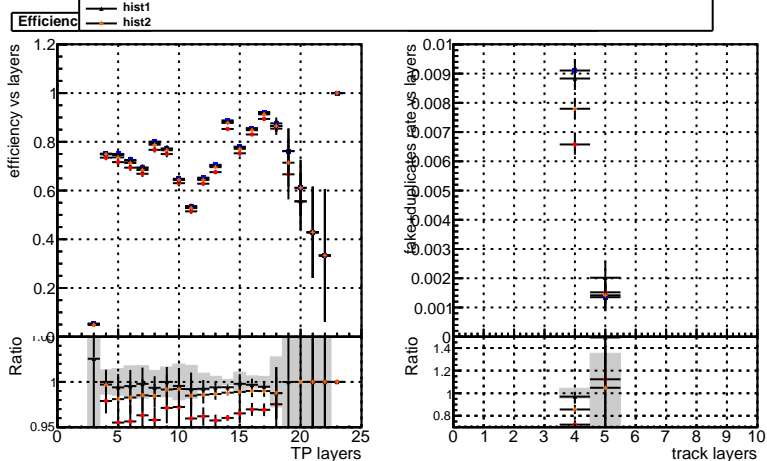 hist1
Efficienc
hist2
efficiency vs layers
1.2
1
0.8
0.6
0.4
0.2
0
Ratio
1
0.95
0 5 10 15 20 25
TP layers
fake+duplicates rate vs layers
0.01
0.009
0.008
0.007
0.006
0.005
0.004
0.003
0.002
0.001
0
Ratio
1.4
1.2
1
0.8
0 1 2 3 4 5 6 7 8 9 10
track layers